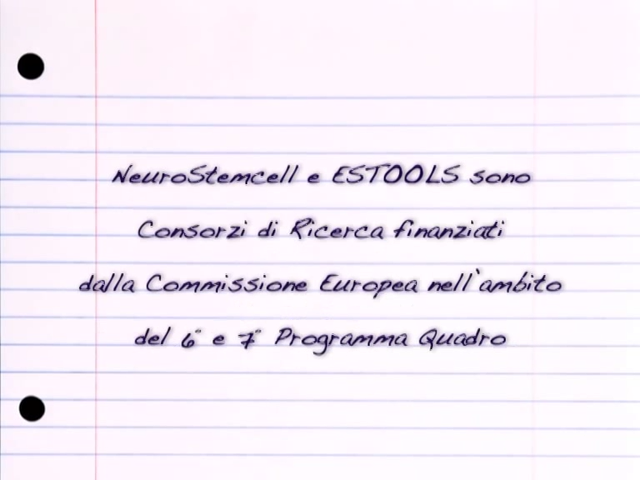 NeuroStemcell e ESTOOLS sono
Consorzi di Ricerca finanziati
dalla Commissione Europea nell'ambito
del 6° e 7° Programma Quadro